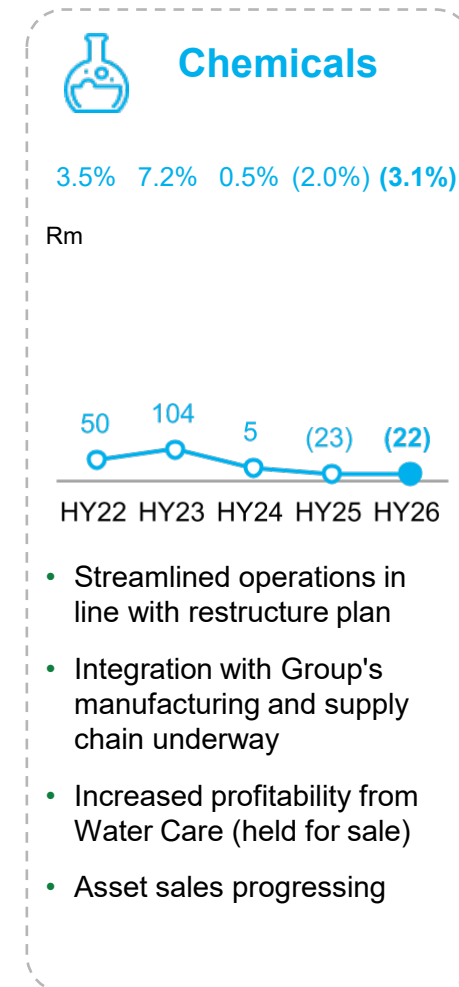 Chemicals
3.5% 7.2% 0.5% (2.0%) (3.1%)
Rm
50 104 5 (23) (22)
HY22 HY23 HY24 HY25 HY26
• Streamlined operations in
line with restructure plan
• Integration with Group's
manufacturing and supply
chain underway
• Increased profitability from
Water Care (held for sale)
• Asset sales progressing